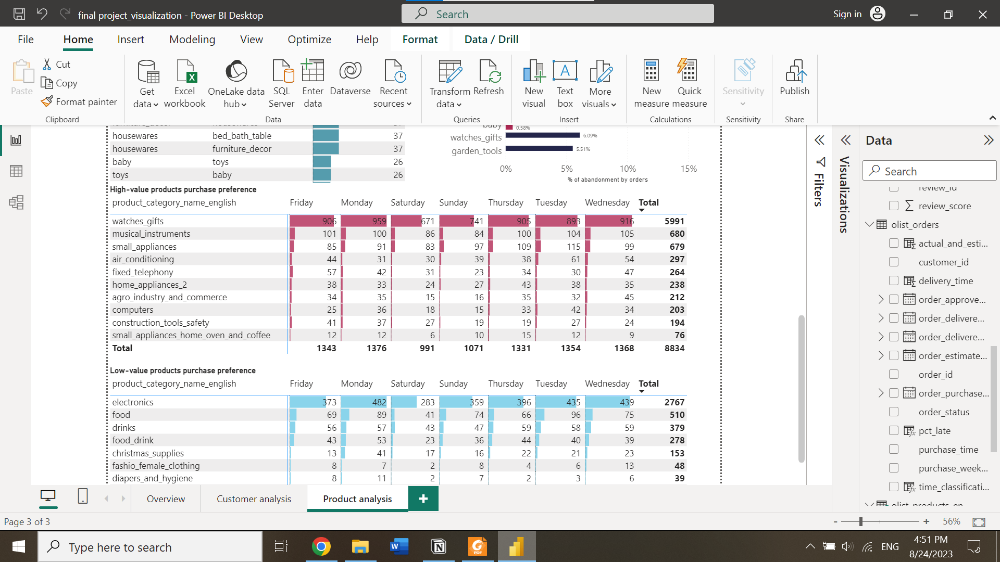 final project_visualization - Power BI Desktop
Search
Sign in
File Home Insert Modeling View Optimize Help Format Data / Drill
Paste
Cut
Copy
Format painter
Clipboard
Get data
Excel workbook
OneLake data hub
SQL Server
Enter data
Dataverse
Recent sources
Data
Transform data
Refresh
Queries
New visual
Text box
More visuals
Insert
New measure
Quick measure
Calculations
Sensitivity
Sensitivity
Publish
Share
housewares bed_bath_table 37
housewares furniture_decor 37
baby toys 26
toys baby 26
baby 0.58%
watches_gifts 6.09%
garden_tools 5.51%
0% 5% 10% 15%
% of abandonment by orders
High-value products purchase preference
product_category_name_english Friday Monday Saturday Sunday Thursday Tuesday Wednesday Total
watches_gifts 906 959 671 741 905 893 916 5991
musical_instruments 101 100 86 84 100 104 105 680
small_appliances 85 91 83 97 109 115 99 679
air_conditioning 44 31 30 39 38 61 54 297
fixed_telephony 57 42 31 23 34 30 47 264
home_appliances_2 38 33 24 27 43 38 35 238
agro_industry_and_commerce 34 35 15 16 35 32 45 212
computers 25 36 18 15 33 42 34 203
construction_tools_safety 41 37 27 19 19 27 24 194
small_appliances_home_oven_and_coffee 12 12 6 10 15 12 9 76
Total 1343 1376 991 1071 1331 1354 1368 8834
Low-value products purchase preference
product_category_name_english Friday Monday Saturday Sunday Thursday Tuesday Wednesday Total
electronics 373 482 283 359 396 435 439 2767
food 69 89 41 74 66 96 75 510
drinks 56 57 43 47 59 58 59 379
food_drink 43 53 23 36 44 40 39 278
christmas_supplies 13 41 17 16 22 21 23 153
fashio_female_clothing 8 7 2 8 4 6 13 48
diapers_and_hygiene 8 11 2 7 2 3 6 39
Filters
Visualizations
Data
Search
review_id
review_score
olist_orders
actual_and_esti...
customer_id
delivery_time
order_approve...
order_delivere...
order_delivere...
order_estimate...
order_id
order_purchase...
order_status
pct_late
purchase_time
purchase_week...
time_classificati...
Overview Customer analysis Product analysis
Page 3 of 3
- + 56%
Type here to search
ENG
4:51 PM
8/24/2023